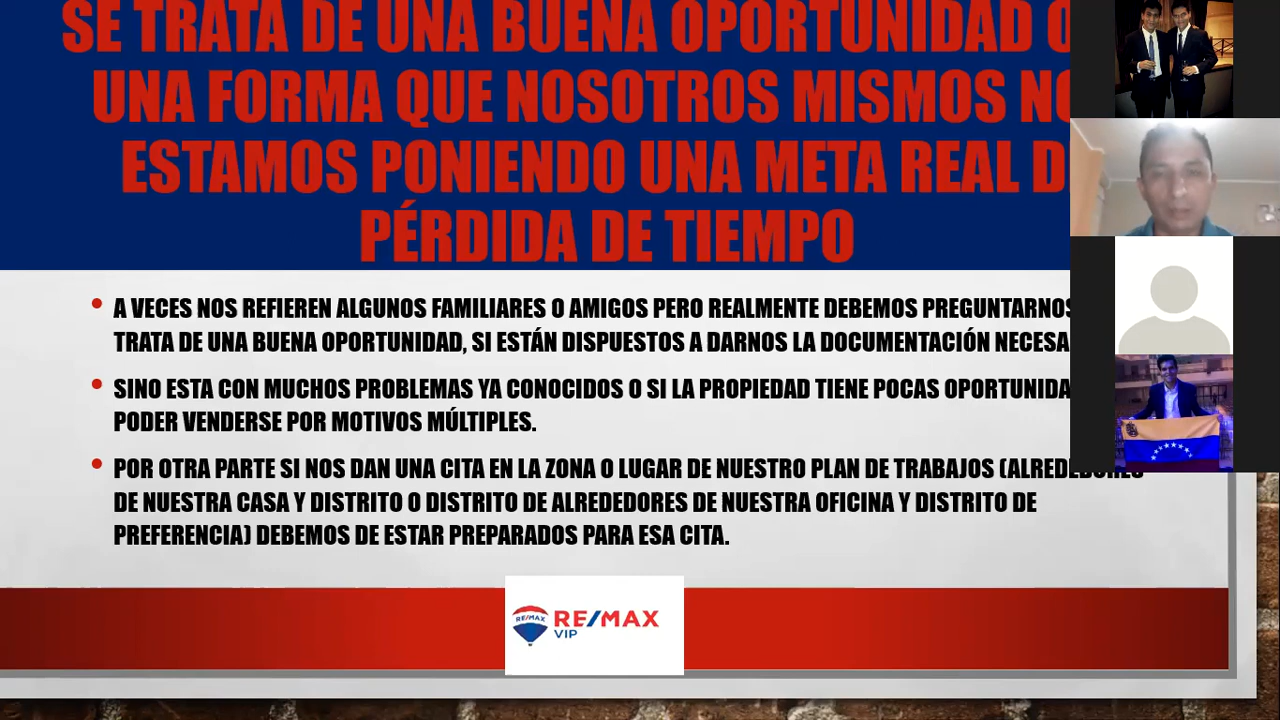 SE TRATA DE UNA BUENA OPORTUNIDAD O
UNA FORMA QUE NOSOTROS MISMOS
ESTAMOS PONIENDO UNA META REAL
PÉRDIDA DE TIEMPO
• A VECES NOS REFIEREN ALGUNOS FAMILIARES O AMIGOS PERO REALMENTE DEBEMOS PREGUNTARNOS
TRATA DE UNA BUENA OPORTUNIDAD, SI ESTÁN DISPUESTOS A DARNOS LA DOCUMENTACIÓN
• SINO ESTA CON MUCHOS PROBLEMAS YA CONOCIDOS O SI LA PROPIEDAD TIENE POCAS
PODER VENDERSE POR MOTIVOS MÚLTIPLES.
• POR OTRA PARTE SI NOS DAN UNA CITA EN LA ZONA O LUGAR DE NUESTRO PLAN DE TRABAJOS (ALREDEDORES
DE NUESTRA CASA Y DISTRITO O DISTRITO DE ALREDEDORES DE NUESTRA OFICINA Y DISTRITO DE
PREFERENCIA) DEBEMOS DE ESTAR PREPARADOS PARA ESA CITA.
RE/MAX
RE/MAX
VIP